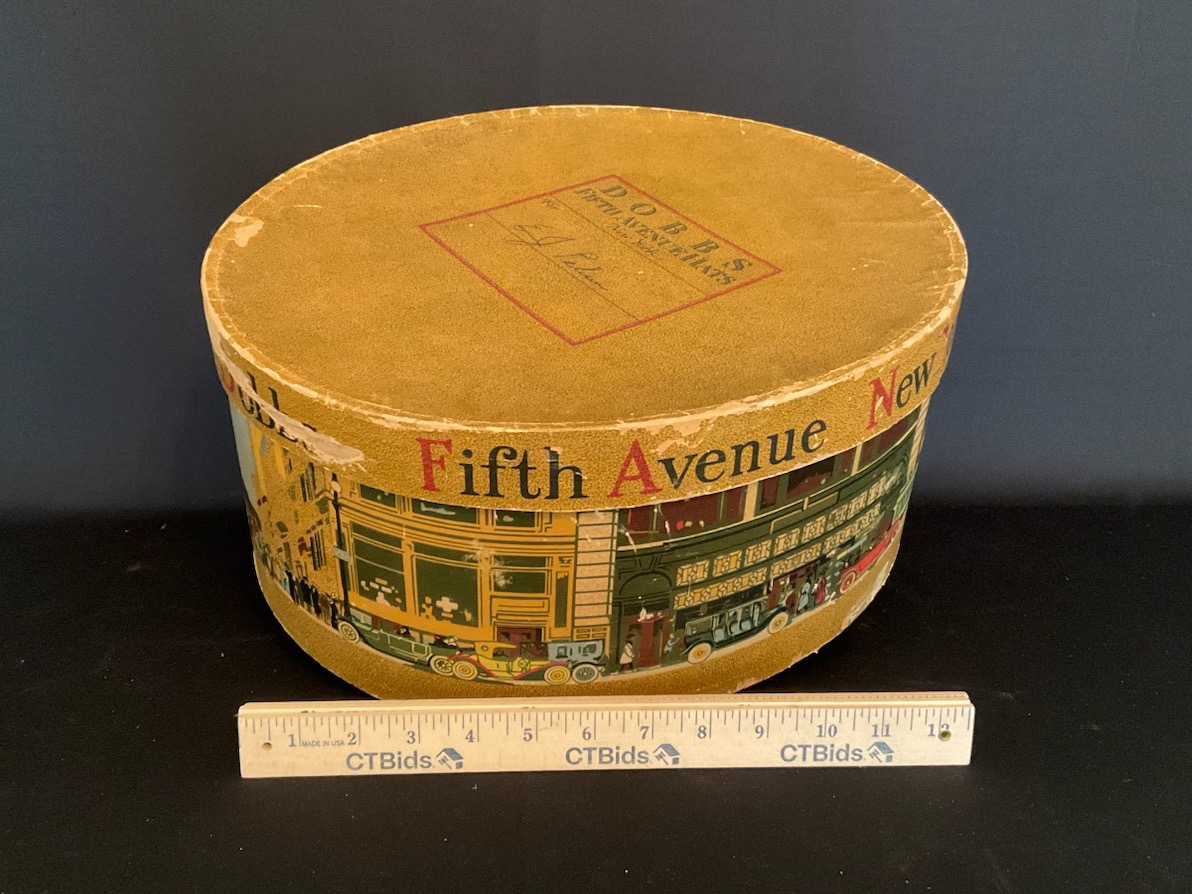 DOBBS
FIFTH AVENUE HATS
New York
For
Fifth Avenue New
1 MADE IN USA 2 3 4 5 6 7 8 9 10 11 12
CTBids CTBids CTBids